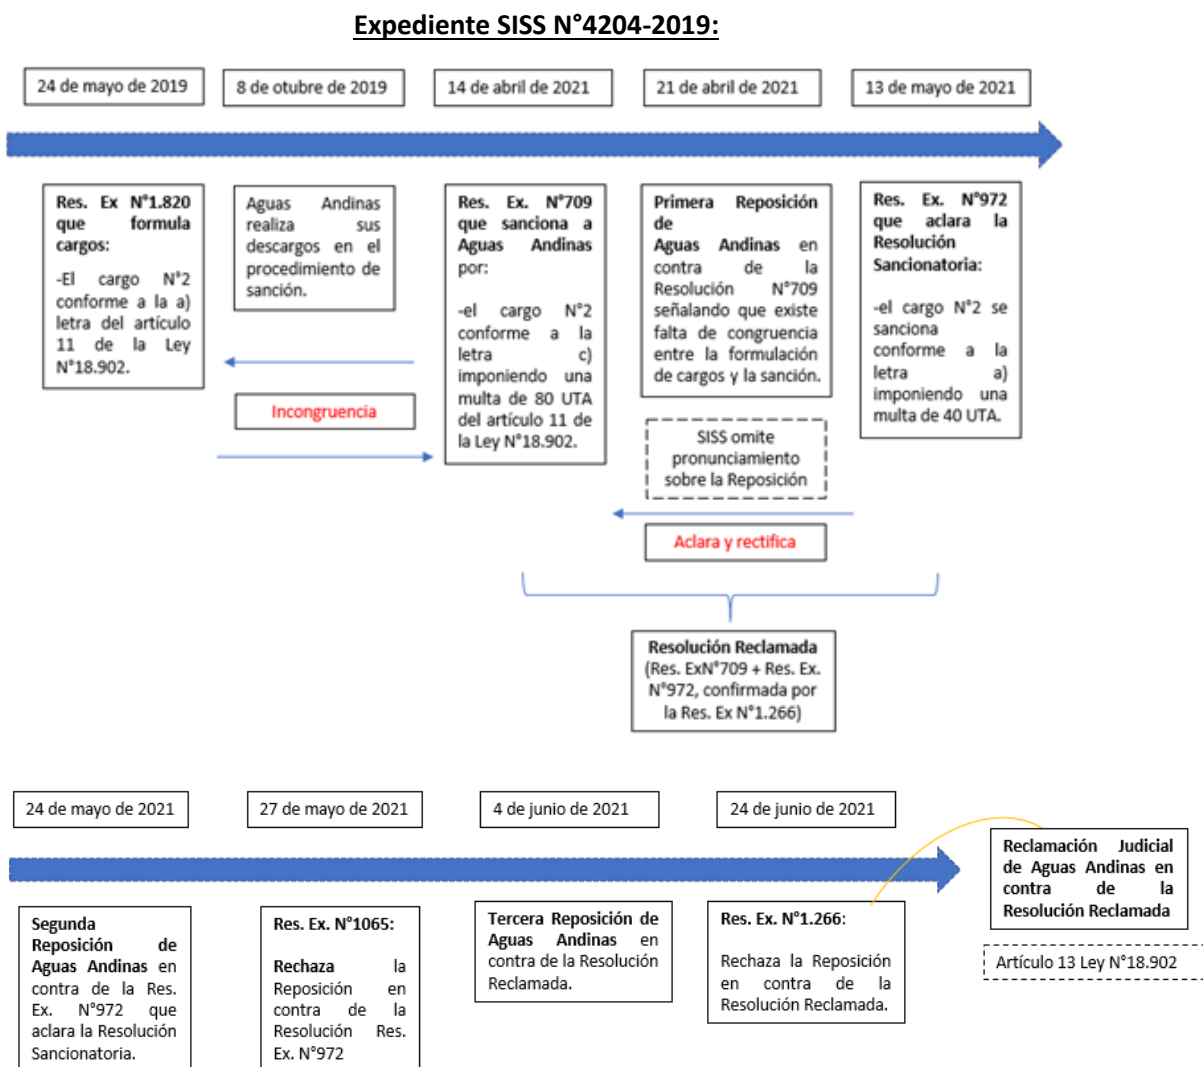 Expediente SISS N°4204-2019:
24 de mayo de 2019
8 de otubre de 2019
14 de abril de 2021
21 de abril de 2021
13 de mayo de 2021
Res. Ex N°1.820
que formula
cargos:
-El cargo N°2
conforme a la a)
letra del artículo
11 de la Ley
N°18.902.
Aguas Andinas
realiza sus
descargos en el
procedimiento de
sanción.
Incongruencia
Res. Ex. N°709
que sanciona a
Aguas Andinas
por:
-el cargo N°2
conforme a la
letra c)
imponiendo una
multa de 80 UTA
del artículo 11 de
la Ley N°18.902.
Primera Reposición
de
Aguas Andinas en
contra de la
Resolución N°709
señalando que existe
falta de congruencia
entre la formulación
de cargos y la sanción.
SISS omite
pronunciamiento
sobre la Reposición
Aclara y rectifica
Res. Ex. N°972
que aclara la
Resolución
Sancionatoria:
-el cargo N°2 se
sanciona
conforme a la
letra a)
imponiendo una
multa de 40 UTA.
Resolución Reclamada
(Res. ExN°709 + Res. Ex.
N°972, confirmada por
la Res. Ex N°1.266)
24 de mayo de 2021
27 de mayo de 2021
4 de junio de 2021
24 de junio de 2021
Segunda
Reposición de
Aguas Andinas en
contra de la Res.
Ex. N°972 que
aclara la Resolución
Sancionatoria.
Res. Ex. N°1065:
Rechaza la
Reposición en
contra de la
Resolución Res.
Ex. N°972
Tercera Reposición de
Aguas Andinas en
contra de la Resolución
Reclamada.
Res. Ex. N°1.266:
Rechaza la Reposición
en contra de la
Resolución Reclamada.
Reclamación Judicial
de Aguas Andinas en
contra de la
Resolución Reclamada
Artículo 13 Ley N°18.902